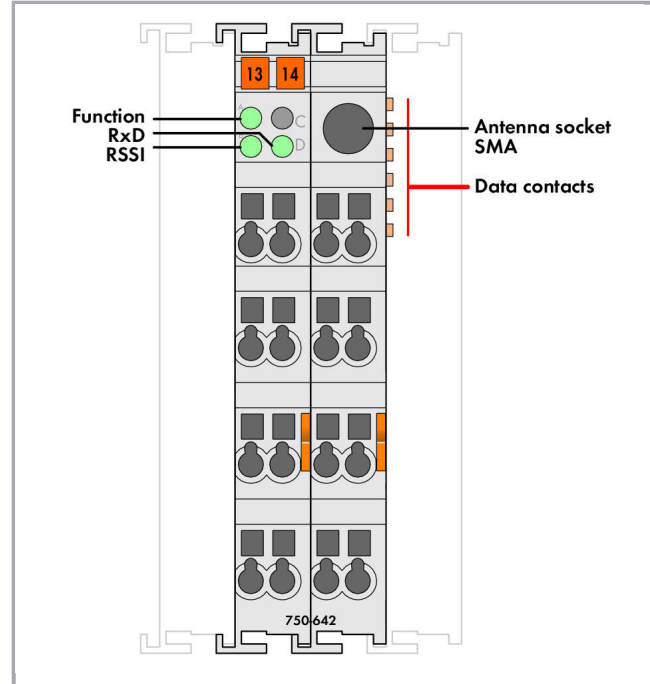 13 14
Function
RxD
RSSI
C
D
Antenna socket
SMA
Data contacts
750-642